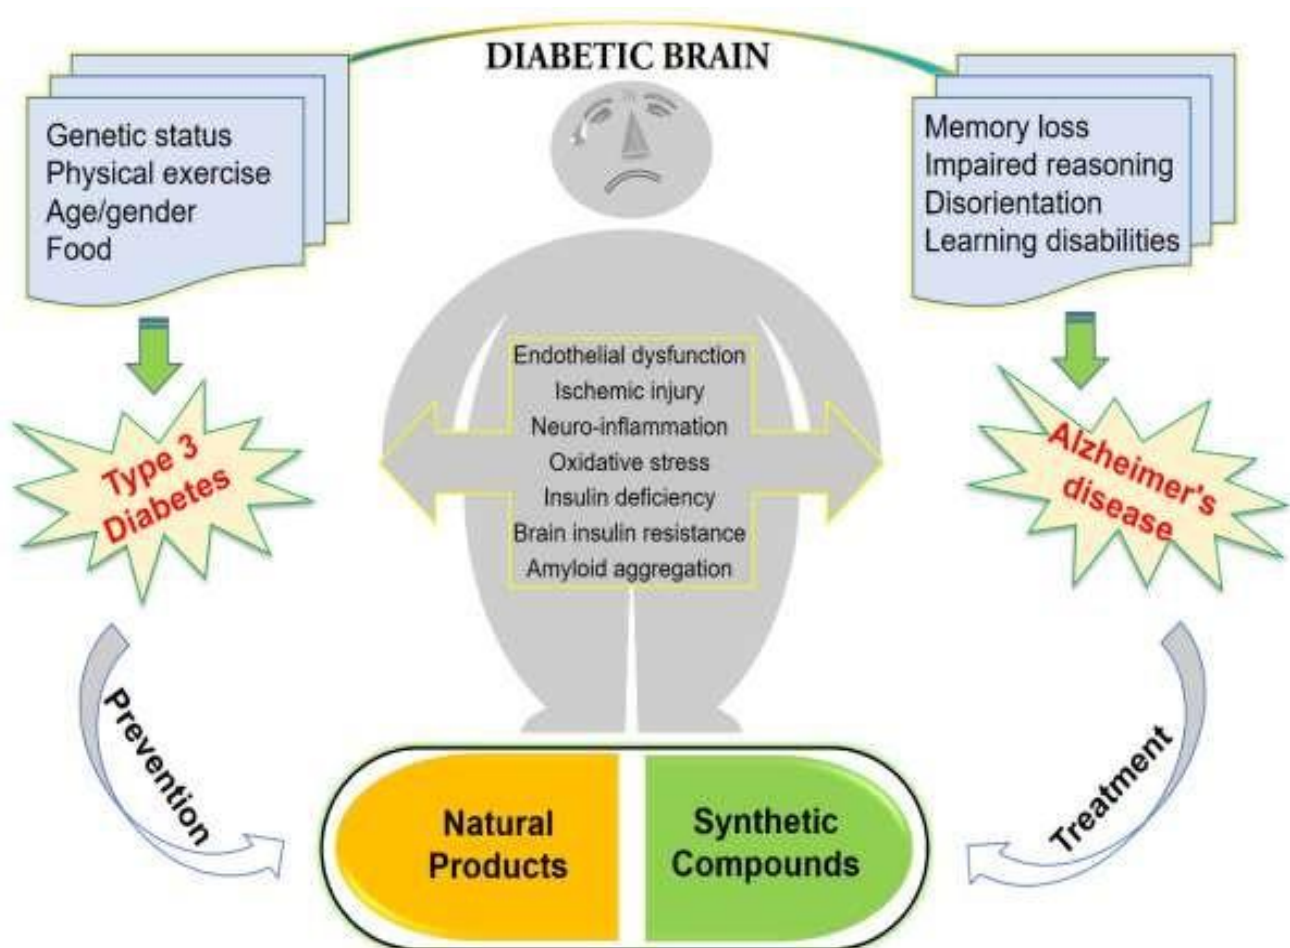 DIABETIC BRAIN
Genetic status
Physical exercise
Age/gender
Food
Memory loss
Impaired reasoning
Disorientation
Learning disabilities
Endothelial dysfunction
Ischemic injury
Neuro-inflammation
Oxidative stress
Insulin deficiency
Brain insulin resistance
Amyloid aggregation
Type 3
Diabetes
Alzheimer's
disease
Prevention
Treatment
Natural
Products
Synthetic
Compounds